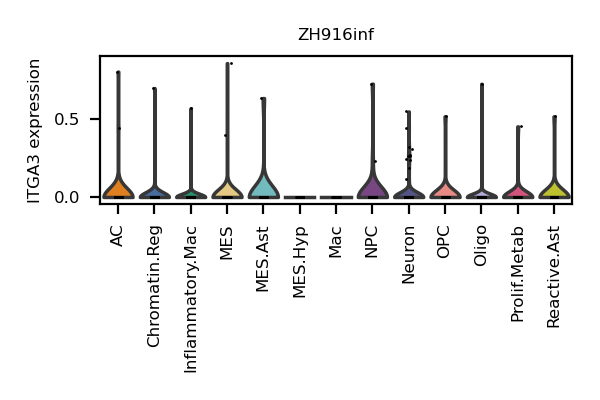 ZH916inf
ITGA3 expression
0.5
0.0
AC
Chromatin.Reg
Inflammatory.Mac
MES
MES.Ast
MES.Hyp
Mac
NPC
Neuron
OPC
Oligo
Prolif.Metab
Reactive.Ast